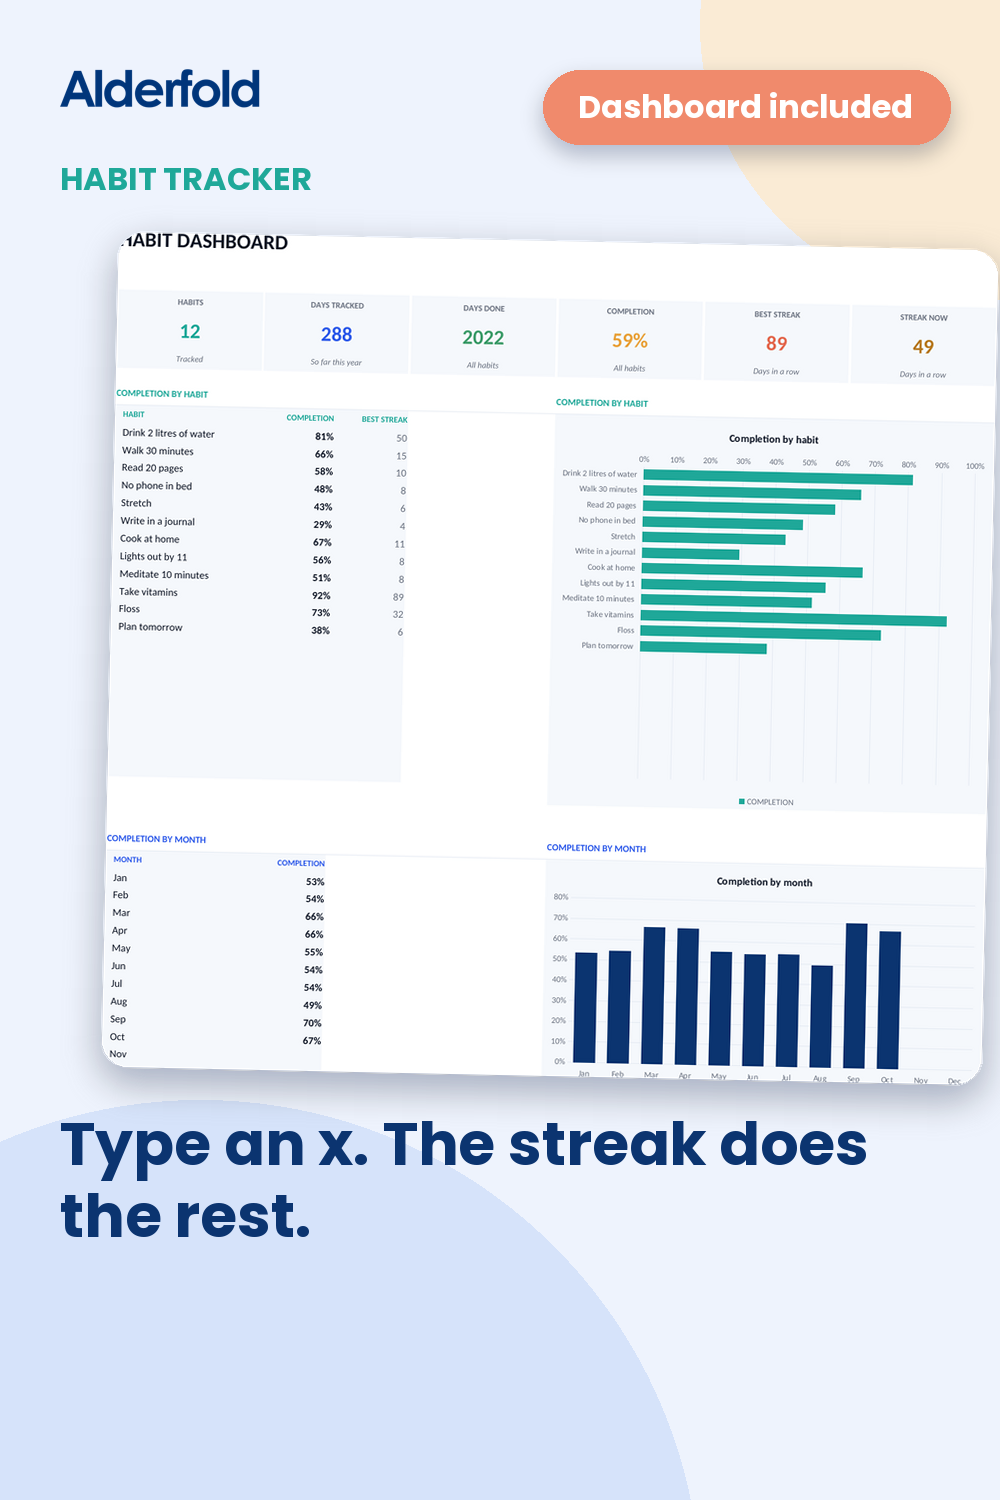 Alderfold
Dashboard included
HABIT TRACKER
HABIT DASHBOARD
HABITS
12
Tracked
DAYS TRACKED
288
So far this year
DAYS DONE
2022
All habits
COMPLETION
59%
All habits
BEST STREAK
89
Days in a row
STREAK NOW
49
Days in a row
COMPLETION BY HABIT
HABIT COMPLETION BEST STREAK
Drink 2 litres of water 81% 50
Walk 30 minutes 66% 15
Read 20 pages 58% 10
No phone in bed 48% 8
Stretch 43% 6
Write in a journal 29% 4
Cook at home 67% 11
Lights out by 11 56% 8
Meditate 10 minutes 51% 8
Take vitamins 92% 89
Floss 73% 32
Plan tomorrow 38% 6
COMPLETION BY HABIT
Completion by habit
0% 10% 20% 30% 40% 50% 60% 70% 80% 90% 100%
Drink 2 litres of water
Walk 30 minutes
Read 20 pages
No phone in bed
Stretch
Write in a journal
Cook at home
Lights out by 11
Meditate 10 minutes
Take vitamins
Floss
Plan tomorrow
COMPLETION
COMPLETION BY MONTH
MONTH COMPLETION
Jan 53%
Feb 54%
Mar 66%
Apr 66%
May 55%
Jun 54%
Jul 54%
Aug 49%
Sep 70%
Oct 67%
Nov
COMPLETION BY MONTH
Completion by month
80%
70%
60%
50%
40%
30%
20%
10%
0%
Jan Feb Mar Apr May Jun Jul Aug Sep Oct Nov Dec
Type an x. The streak does
the rest.